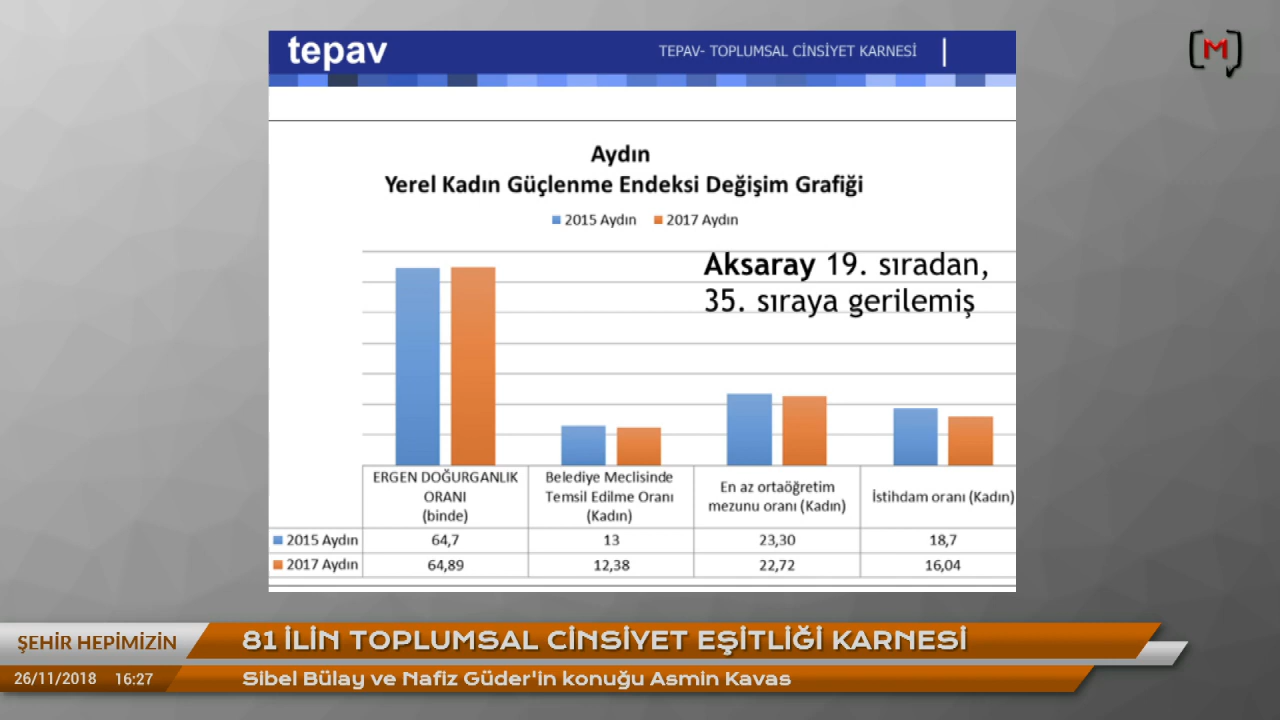 tepav
TEPAV- TOPLUMSAL CİNSİYET KARNESİ
M
Aydın
Yerel Kadın Güçlenme Endeksi Değişim Grafiği
2015 Aydın 2017 Aydın
Aksaray 19. sıradan,
35. sıraya gerilemiş
ERGEN DOĞURGANLIK
ORANI
(binde)
Belediye Meclisinde
Temsil Edilme Oranı
(Kadın)
En az ortaöğretim
mezunu oranı (Kadın)
İstihdam oranı (Kadın)
2015 Aydın 64,7 13 23,30 18,7
2017 Aydın 64,89 12,38 22,72 16,04
ŞEHİR HEPİMİZİN
81 İLİN TOPLUMSAL CİNSİYET EŞİTLİĞİ KARNESİ
26/11/2018 16:27
Sibel Bülay ve Nafiz Güder'in konuğu Asmin Kavas